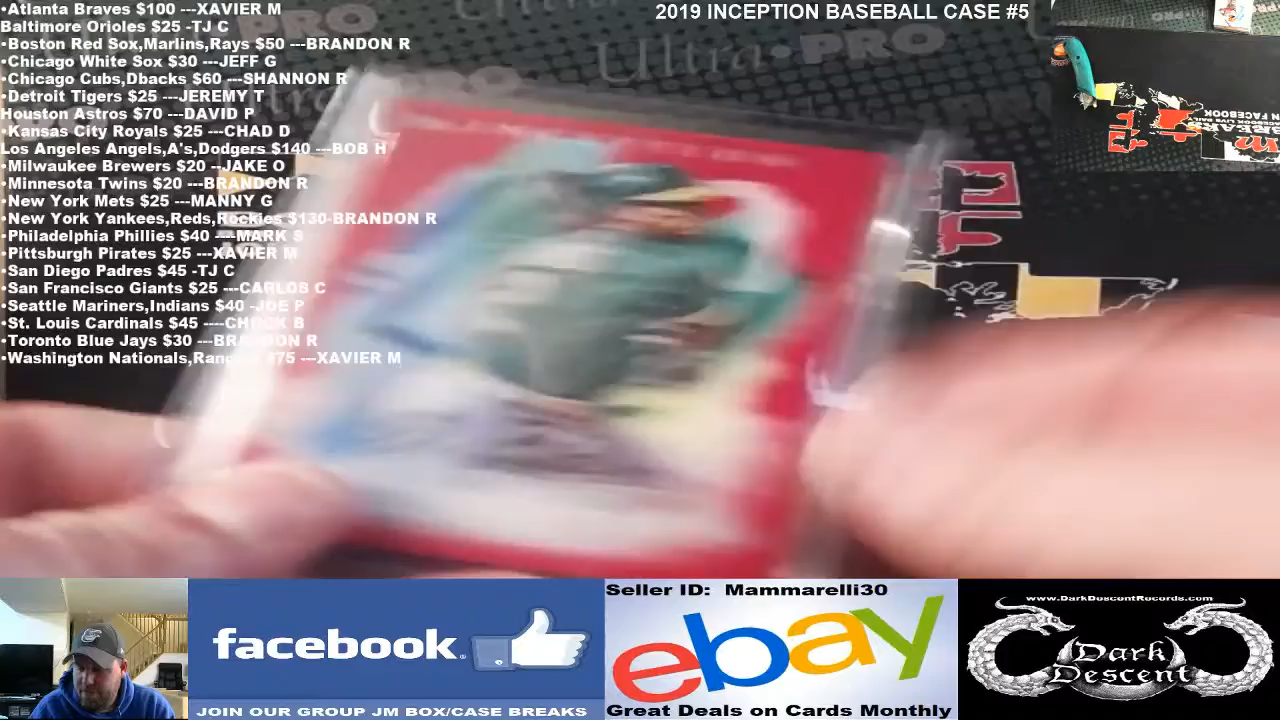 •Atlanta Braves $100 ---XAVIER M
Baltimore Orioles $25 -TJ C
•Boston Red Sox,Marlins,Rays $50 ---BRANDON R
•Chicago White Sox $30 ---JEFF G
•Chicago Cubs,Dbacks $60 ---SHANNON R
•Detroit Tigers $25 ---JEREMY T
Houston Astros $70 ---DAVID P
•Kansas City Royals $25 ---CHAD D
Los Angeles Angels,A's,Dodgers $140 ---BOB H
•Milwaukee Brewers $20 --JAKE O
•Minnesota Twins $20 ---BRANDON R
•New York Mets $25 ---MANNY G
•New York Yankees,Reds,Rockies $130-BRANDON R
•Philadelphia Phillies $40 ---MARK S
•Pittsburgh Pirates $25 ---XAVIER M
•San Diego Padres $45 -TJ C
•San Francisco Giants $25 ---CARLOS C
•Seattle Mariners,Indians $40 -JOE P
•St. Louis Cardinals $45 ----CHUCK B
•Toronto Blue Jays $30 ---BRANDON R
•Washington Nationals,Rangers $75 ---XAVIER M
2019 INCEPTION BASEBALL CASE #5
Ultra•PRO
facebook
JOIN OUR GROUP JM BOX/CASE BREAKS
Seller ID: Mammarelli30
ebay
Great Deals on Cards Monthly
www.DarkDescentRecords.com
Dark
Descent